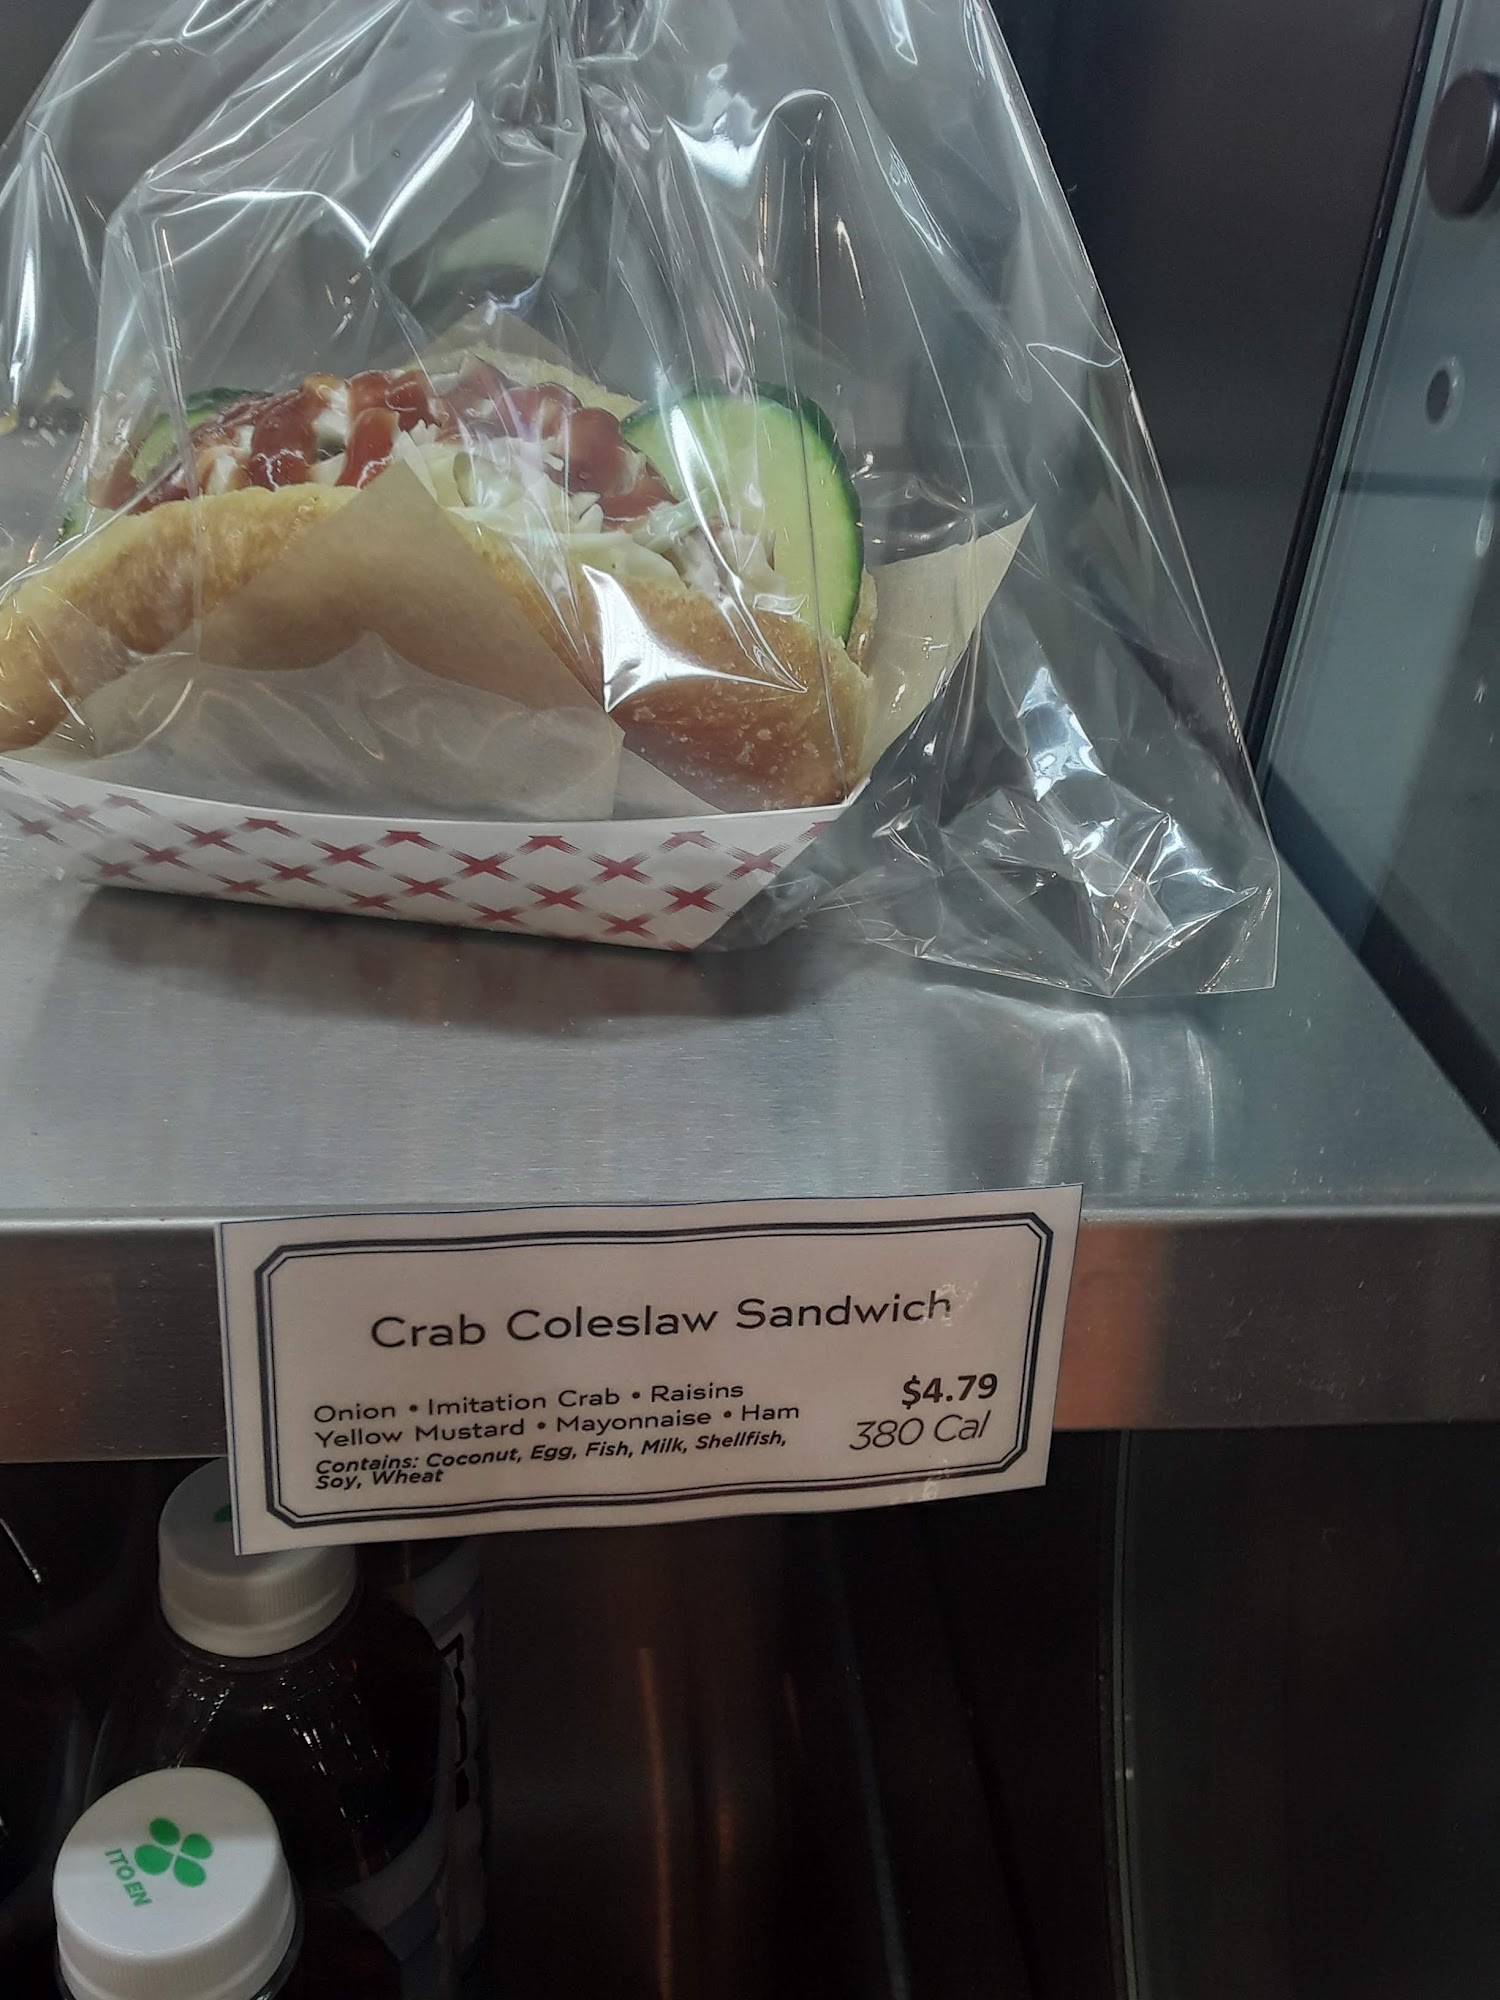 Crab Coleslaw Sandwich
Onion • Imitation Crab • Raisins
Yellow Mustard • Mayonnaise • Ham
Contains: Coconut, Egg, Fish, Milk, Shellfish,
Soy, Wheat
$4.79
380 Cal
ITO EN